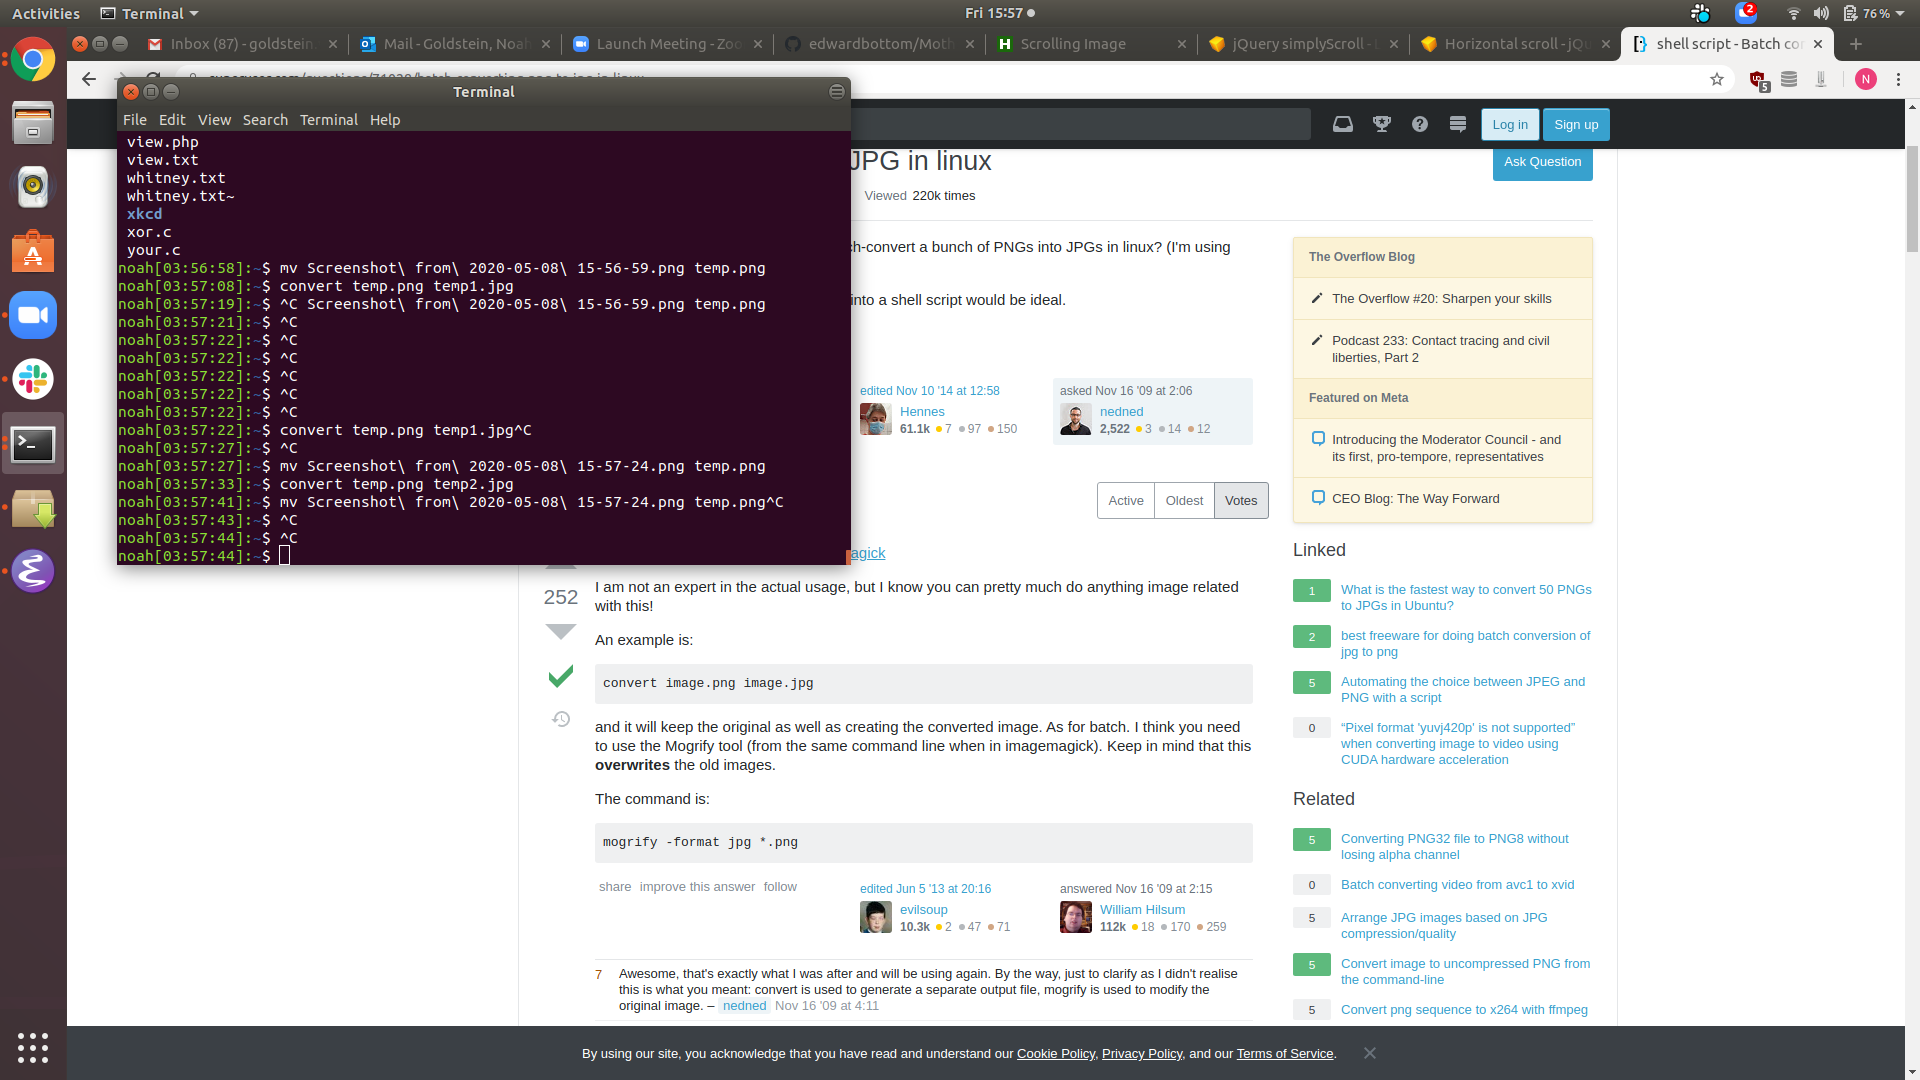 Activities
Terminal
Fri 15:57
2
76 %
Inbox (87) - goldstein.
Mail - Goldstein, Noah
Launch Meeting - Zoo
edwardbottom/Moth
Scrolling Image
jQuery simplyScroll - L
Horizontal scroll - jQu
shell script - Batch con
5
N
Terminal
File Edit View Search Terminal Help
view.php
view.txt
whitney.txt
whitney.txt~
xkcd
xor.c
your.c
noah[03:56:58]:~$ mv Screenshot\ from\ 2020-05-08\ 15-56-59.png temp.png
noah[03:57:08]:~$ convert temp.png temp1.jpg
noah[03:57:19]:~$ ^C Screenshot\ from\ 2020-05-08\ 15-56-59.png temp.png
noah[03:57:21]:~$ ^C
noah[03:57:22]:~$ ^C
noah[03:57:22]:~$ ^C
noah[03:57:22]:~$ ^C
noah[03:57:22]:~$ ^C
noah[03:57:22]:~$ ^C
noah[03:57:22]:~$ convert temp.png temp1.jpg^C
noah[03:57:27]:~$ ^C
noah[03:57:27]:~$ mv Screenshot\ from\ 2020-05-08\ 15-57-24.png temp.png
noah[03:57:33]:~$ convert temp.png temp2.jpg
noah[03:57:41]:~$ mv Screenshot\ from\ 2020-05-08\ 15-57-24.png temp.png^C
noah[03:57:43]:~$ ^C
noah[03:57:44]:~$ ^C
noah[03:57:44]:~$
Log in
Sign up
JPG in linux
Ask Question
Viewed 220k times
ch-convert a bunch of PNGs into JPGs in linux? (I'm using
into a shell script would be ideal.
edited Nov 10 '14 at 12:58
Hennes
61.1k 7 97 150
asked Nov 16 '09 at 2:06
nedned
2,522 3 14 12
Active
Oldest
Votes
agick
252
I am not an expert in the actual usage, but I know you can pretty much do anything image related
with this!
An example is:
convert image.png image.jpg
and it will keep the original as well as creating the converted image. As for batch. I think you need
to use the Mogrify tool (from the same command line when in imagemagick). Keep in mind that this
overwrites the old images.
The command is:
mogrify -format jpg *.png
share improve this answer follow
edited Jun 5 '13 at 20:16
evilsoup
10.3k 2 47 71
answered Nov 16 '09 at 2:15
William Hilsum
112k 18 170 259
7
Awesome, that's exactly what I was after and will be using again. By the way, just to clarify as I didn't realise
this is what you meant: convert is used to generate a separate output file, mogrify is used to modify the
original image. – nedned Nov 16 '09 at 4:11
The Overflow Blog
The Overflow #20: Sharpen your skills
Podcast 233: Contact tracing and civil
liberties, Part 2
Featured on Meta
Introducing the Moderator Council - and
its first, pro-tempore, representatives
CEO Blog: The Way Forward
Linked
1 What is the fastest way to convert 50 PNGs
to JPGs in Ubuntu?
2 best freeware for doing batch conversion of
jpg to png
5 Automating the choice between JPEG and
PNG with a script
0 “Pixel format 'yuvj420p' is not supported”
when converting image to video using
CUDA hardware acceleration
Related
5 Converting PNG32 file to PNG8 without
losing alpha channel
0 Batch converting video from avc1 to xvid
5 Arrange JPG images based on JPG
compression/quality
5 Convert image to uncompressed PNG from
the command-line
5 Convert png sequence to x264 with ffmpeg
By using our site, you acknowledge that you have read and understand our Cookie Policy, Privacy Policy, and our Terms of Service.